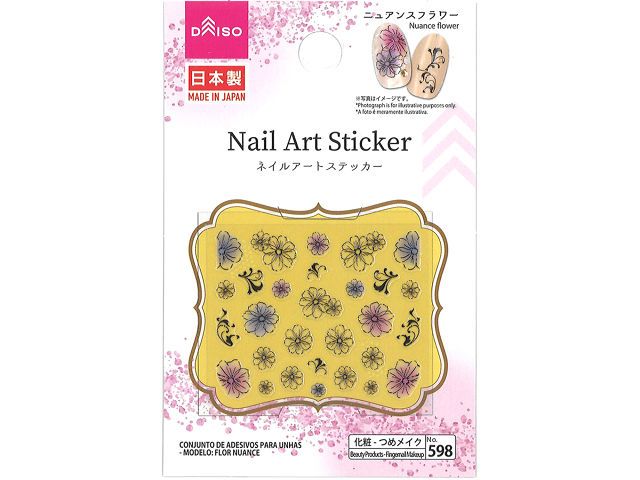 DAISO
日本製
MADE IN JAPAN
ニュアンスフラワー
Nuance flower
※写真はイメージです。
*Photograph is for illustrative purposes only.
*A foto é meramente ilustrativa.
Nail Art Sticker
ネイルアートステッカー
CONJUNTO DE ADESIVOS PARA UNHAS
- MODELO: FLOR NUANCE
化粧 - つめメイク
Beauty Products - Fingernail Makeup
No.
598